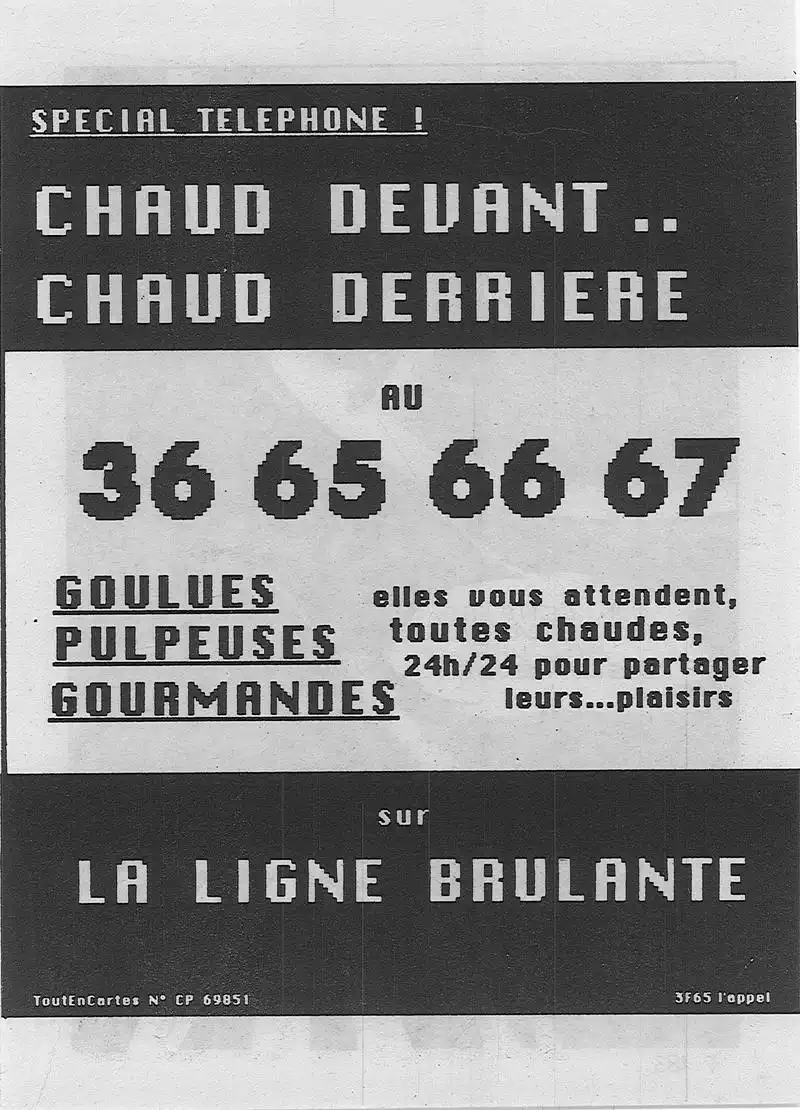 SPECIAL TELEPHONE !
CHAUD DEVANT..
CHAUD DERRIERE
AU
36 65 66 67
GOULUES
PULPEUSES
GOURMANDES
elles vous attendent,
toutes chaudes,
24h/24 pour partager
leurs...plaisirs
sur
LA LIGNE BRULANTE
ToutEnCartes N° CP 69851
3F65 l'appel